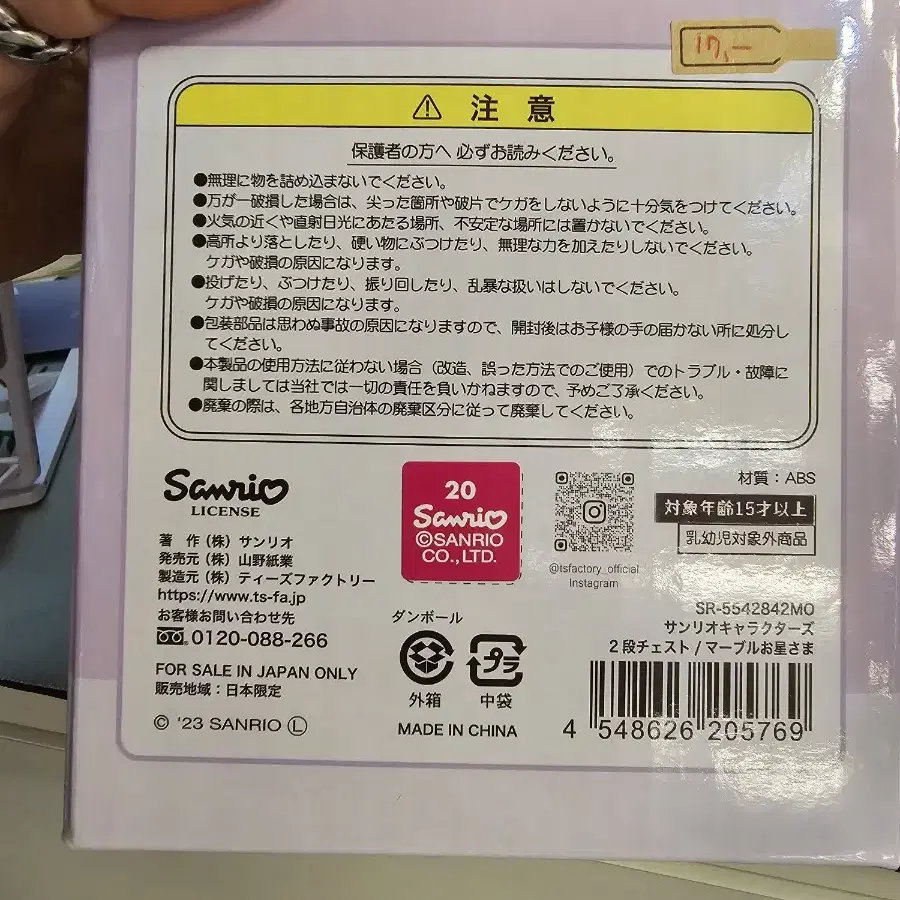 17,-
⚠ 注意
保護者の方へ 必ずお読みください。
●無理に物を詰め込まないでください。
●万が一破損した場合は、尖った箇所や破片でケガをしないように十分気をつけてください。
●火気の近くや直射日光にあたる場所、不安定な場所には置かないでください。
●高所より落としたり、硬い物にぶつけたり、無理な力を加えたりしないでください。
ケガや破損の原因になります。
●投げたり、ぶつけたり、振り回したり、乱暴な扱いはしないでください。
ケガや破損の原因になります。
●包装部品は思わぬ事故の原因になりますので、開封後はお子様の手の届かない所に処分し
てください。
●本製品の使用方法に従わない場合（改造、誤った方法でのご使用）でのトラブル・故障に
関しましては当社では一切の責任を負いかねますので、予めご了承ください。
●廃棄の際は、各地方自治体の廃棄区分に従って廃棄してください。
Sanrio
LICENSE
著 作（株）サンリオ
発売元（株）山野紙業
製造元（株）ティーズファクトリー
https://www.ts-fa.jp
お客様お問い合わせ先
0120-088-266
FOR SALE IN JAPAN ONLY
販売地域：日本限定
© '23 SANRIO Ⓛ
20
Sanrio
©SANRIO
CO.,LTD.
@tsfactory_official
Instagram
ダンボール
プラ
外箱
中袋
MADE IN CHINA
材質：ABS
対象年齢15才以上
乳幼児対象外商品
SR-5542842MO
サンリオキャラクターズ
2段チェスト / マーブルお星さま
4 548626 205769